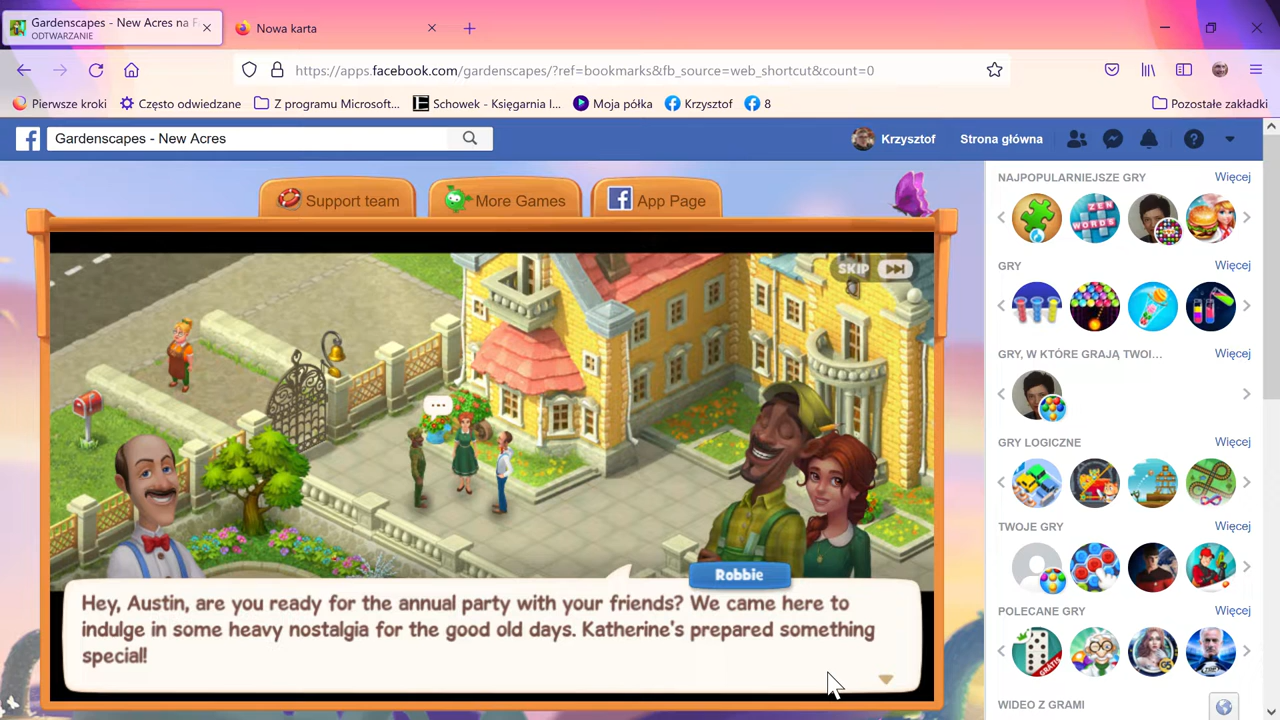 Gardenscapes - New Acres na F
ODTWARZANIE
Nowa karta
https://apps.facebook.com/gardenscapes/?ref=bookmarks&fb_source=web_shortcut&count=0
Pierwsze kroki
Często odwiedzane
Z programu Microsoft...
Schowek - Księgarnia I...
Moja półka
Krzysztof
8
Pozostałe zakładki
Gardenscapes - New Acres
Krzysztof
Strona główna
Support team
More Games
App Page
SKIP
Robbie
Hey, Austin, are you ready for the annual party with your friends? We came here to
indulge in some heavy nostalgia for the good old days. Katherine's prepared something
special!
NAJPOPULARNIEJSZE GRY
Więcej
ZEN
WORDS
GRY
Więcej
GRY, W KTÓRE GRAJĄ TWOI...
Więcej
GRY LOGICZNE
Więcej
TWOJE GRY
Więcej
POLECANE GRY
Więcej
GRATIS
WIDEO Z GRAMI